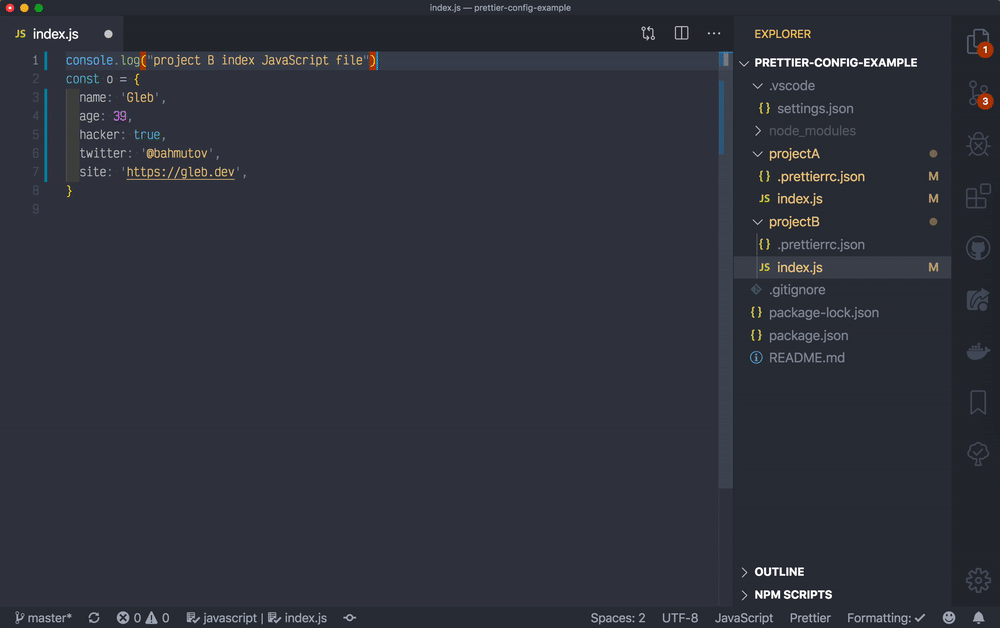 index.js — prettier-config-example
JS index.js
1 console.log("project B index JavaScript file")
2 const o = {
3 name: 'Gleb',
4 age: 39,
5 hacker: true,
6 twitter: '@bahmutov',
7 site: 'https://gleb.dev',
8 }
9
EXPLORER
PRETTIER-CONFIG-EXAMPLE
.vscode
{} settings.json
node_modules
projectA
{} .prettierrc.json M
JS index.js M
projectB
{} .prettierrc.json
JS index.js M
.gitignore
{} package-lock.json
{} package.json
README.md
OUTLINE
NPM SCRIPTS
1
3
master* 0 0 javascript | index.js Spaces: 2 UTF-8 JavaScript Prettier Formatting: ✓